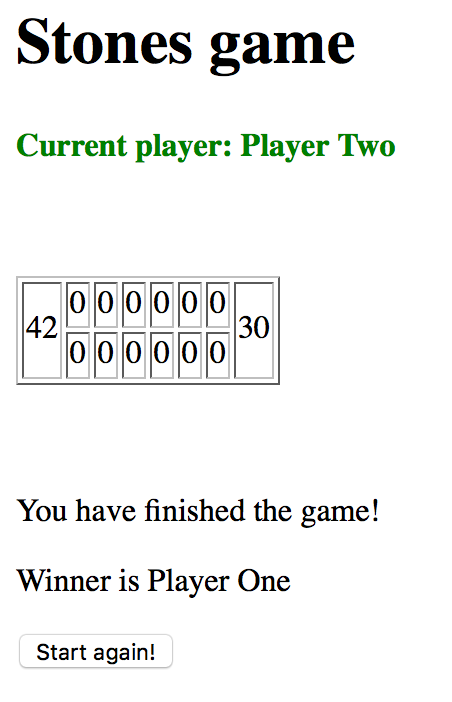 Stones game
Current player: Player Two
0 0 0 0 0 0
42 30
0 0 0 0 0 0
You have finished the game!
Winner is Player One
Start again!